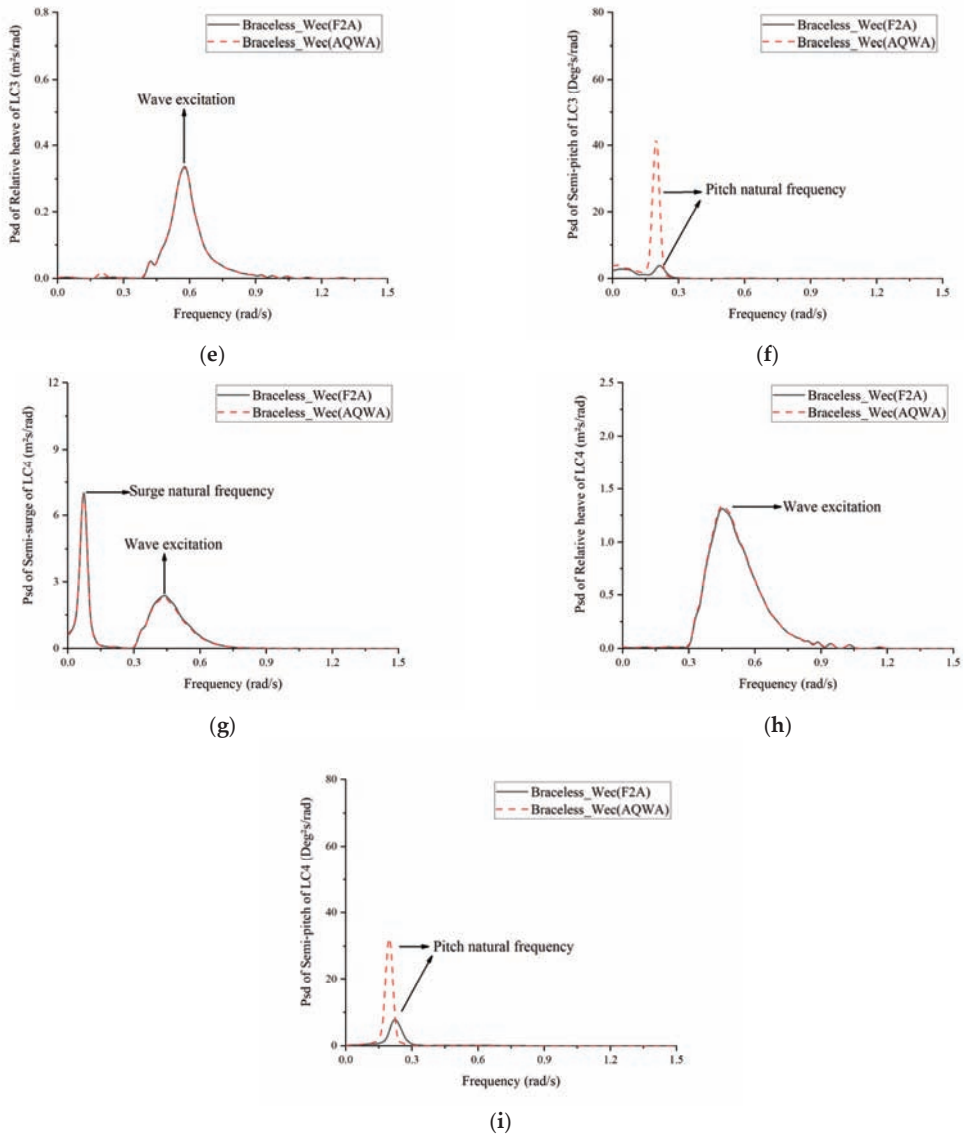 Braceless_Wec(F2A)
Braceless_Wec(AQWA)
Psd of Relative heave of LC3 (m²s/rad)
0.8
0.6
0.4
0.2
0.0
Wave excitation
0.0 0.3 0.6 0.9 1.2 1.5
Frequency (rad/s)
(e)
Braceless_Wec(F2A)
Braceless_Wec(AQWA)
Psd of Semi-pitch of LC3 [Deg²s/rad)
80
60
40
20
0
Pitch natural frequency
0.0 0.3 0.6 0.9 1.2 1.5
Frequency (rad/s)
(f)
Braceless_Wec(F2A)
Braceless_Wec(AQWA)
Psd of Semi-surge of LC4 (m²s/rad)
12
9
6
3
0
Surge natural frequency
Wave excitation
0.0 0.3 0.6 0.9 1.2 1.5
Frequency (rad/s)
(g)
Braceless_Wec(F2A)
Braceless_Wec(AQWA)
Psd of Relative heave of LC4 (m²s/rad)
2.5
2.0
1.5
1.0
0.5
0.0
Wave excitation
0.0 0.3 0.6 0.9 1.2 1.5
Frequency (rad/s)
(h)
Braceless_Wec(F2A)
Braceless_Wec(AQWA)
Psd of Semi-pitch of LC4 [Deg²s/rad)
80
60
40
20
0
Pitch natural frequency
0.0 0.3 0.6 0.9 1.2 1.5
Frequency (rad/s)
(i)